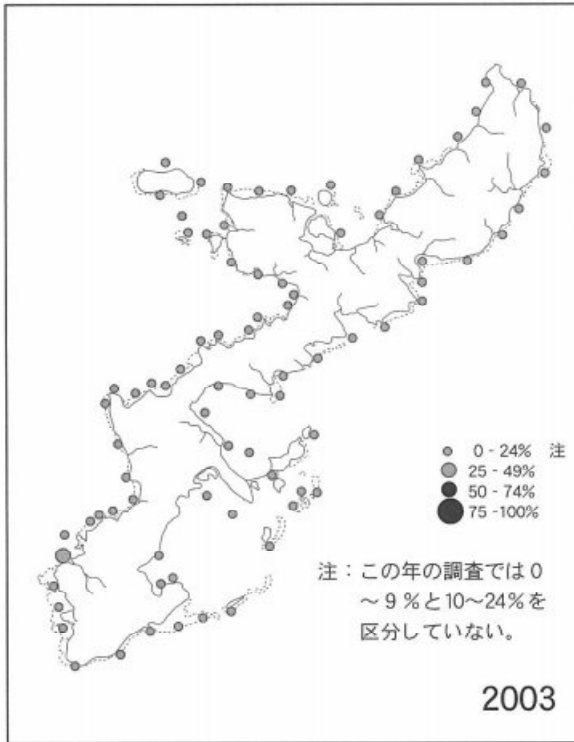 0 - 24% 注
25 - 49%
50 - 74%
75 -100%
注：この年の調査では0
～9％と10～24％を
区分していない。
2003